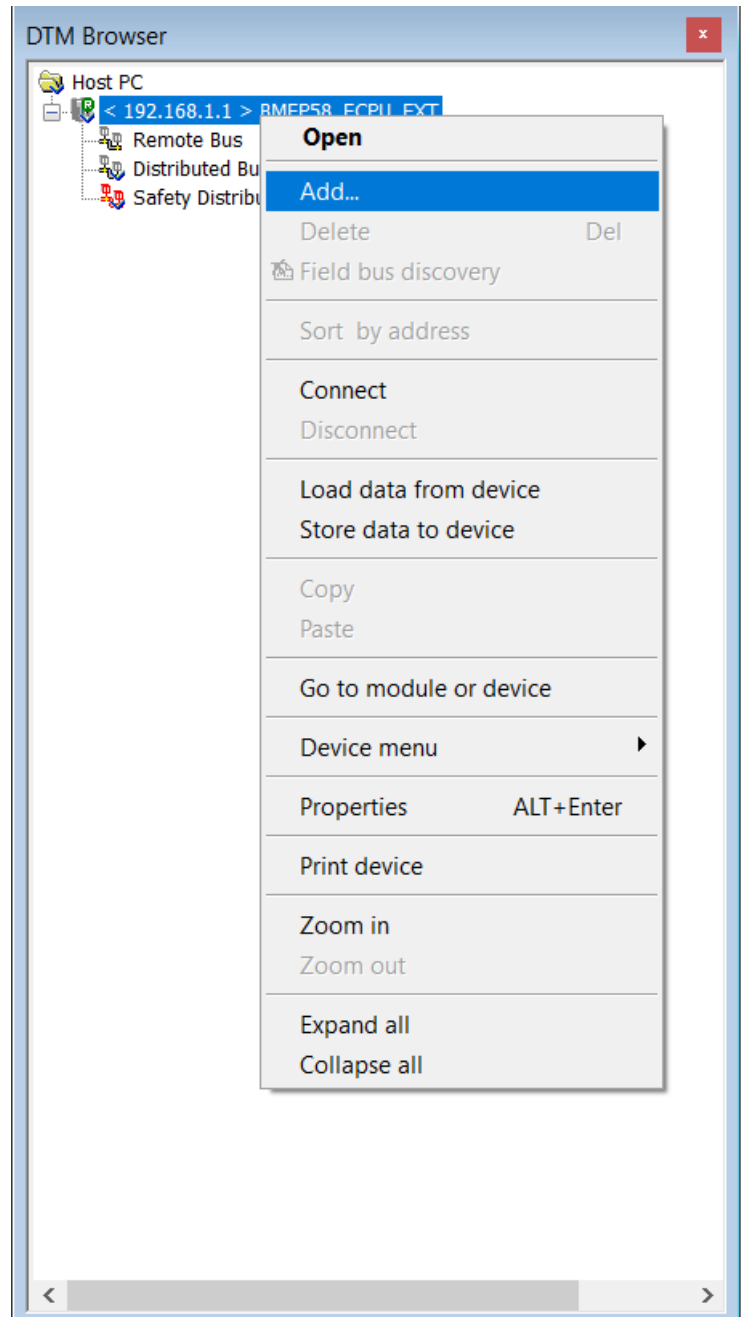 DTM Browser
x
Host PC
< 192.168.1.1 > BMEP58_ECPU_EXT
Remote Bus
Distributed Bu
Safety Distribu
Open
Add...
Delete Del
Field bus discovery
Sort by address
Connect
Disconnect
Load data from device
Store data to device
Copy
Paste
Go to module or device
Device menu
Properties ALT+Enter
Print device
Zoom in
Zoom out
Expand all
Collapse all